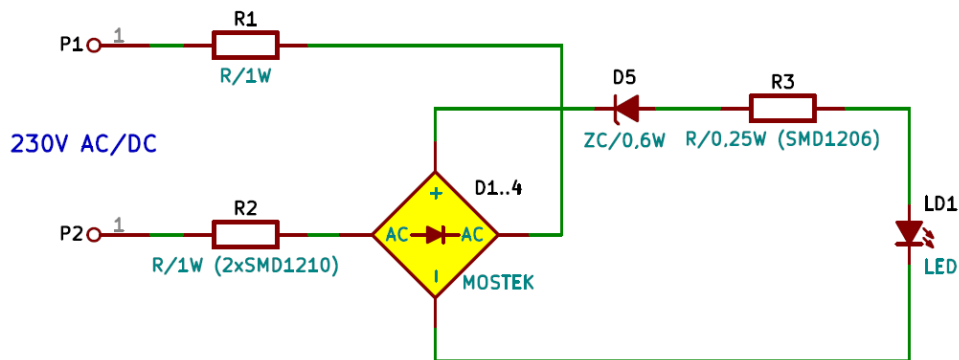 R1
P1
1
R/1W
D5
R3
ZC/0,6W
R/0,25W (SMD1206)
230V AC/DC
D1..4
+
LD1
R2
P2
1
AC
AC
LED
R/1W (2xSMD1210)
−
MOSTEK